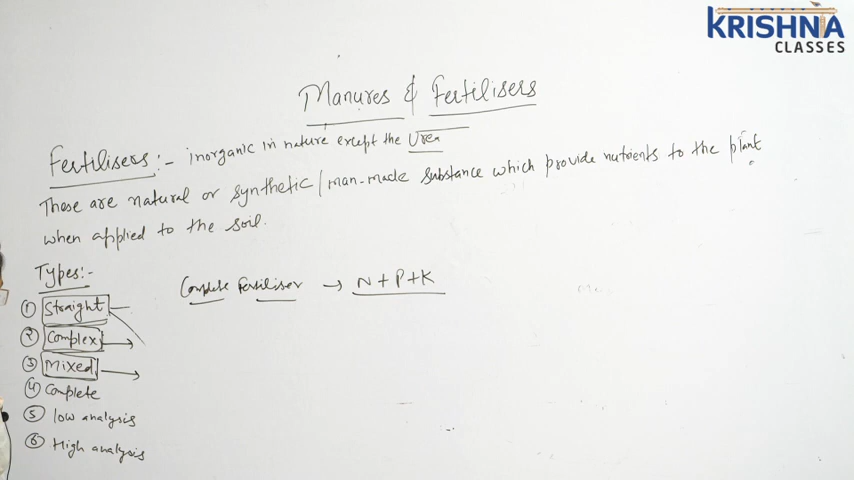 KRISHNA
CLASSES
Manures & Fertilisers
Fertilisers:- inorganic in nature except the Urea
These are natural or synthetic/man-made substance which provide nutrients to the plant
when applied to the soil.
Types:-
Complete Fertiliser → N+P+K
① Straight
② Complex →
③ Mixed →
④ Complete
⑤ low analysis
⑥ High analysis